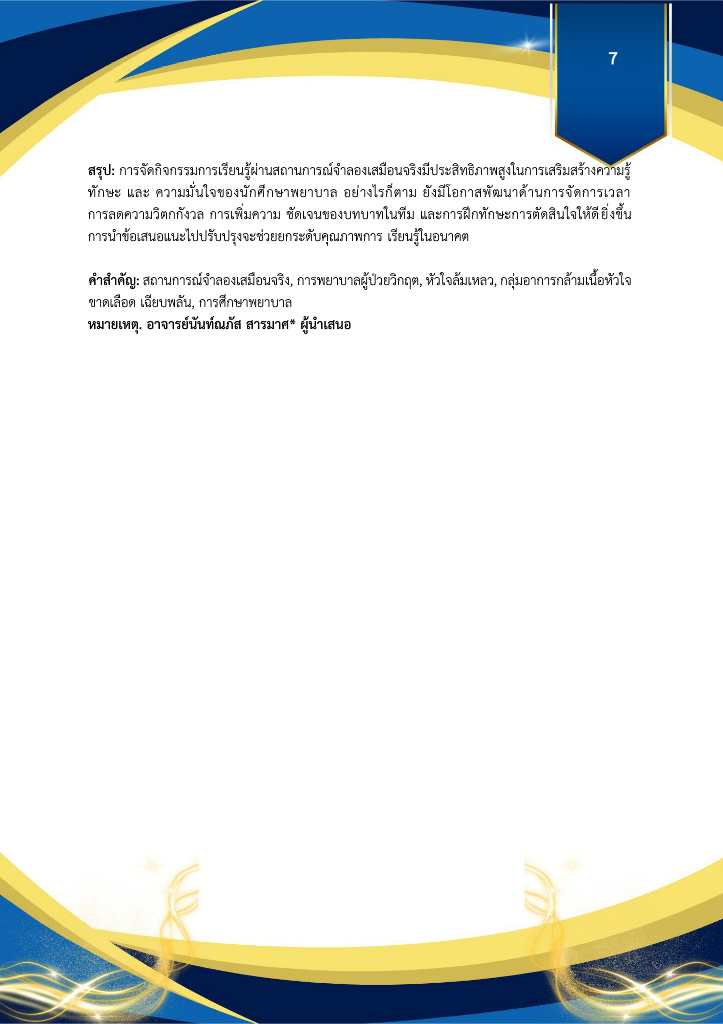 7
สรุป: การจัดกิจกรรมการเรียนรู้ผ่านสถานการณ์จำลองเสมือนจริงมีประสิทธิภาพสูงในการเสริมสร้างความรู้
ทักษะ และ ความมั่นใจของนักศึกษาพยาบาล อย่างไรก็ตาม ยังมีโอกาสพัฒนาด้านการจัดการเวลา
การลดความวิตกกังวล การเพิ่มความ ชัดเจนของบทบาทในทีม และการฝึกทักษะการตัดสินใจให้ดียิ่งขึ้น
การนำข้อเสนอแนะไปปรับปรุงจะช่วยยกระดับคุณภาพการ เรียนรู้ในอนาคต
คำสำคัญ: สถานการณ์จำลองเสมือนจริง, การพยาบาลผู้ป่วยวิกฤต, หัวใจล้มเหลว, กลุ่มอาการกล้ามเนื้อหัวใจ
ขาดเลือด เฉียบพลัน, การศึกษาพยาบาล
หมายเหตุ. อาจารย์นันท์ณภัส สารมาศ* ผู้นำเสนอ